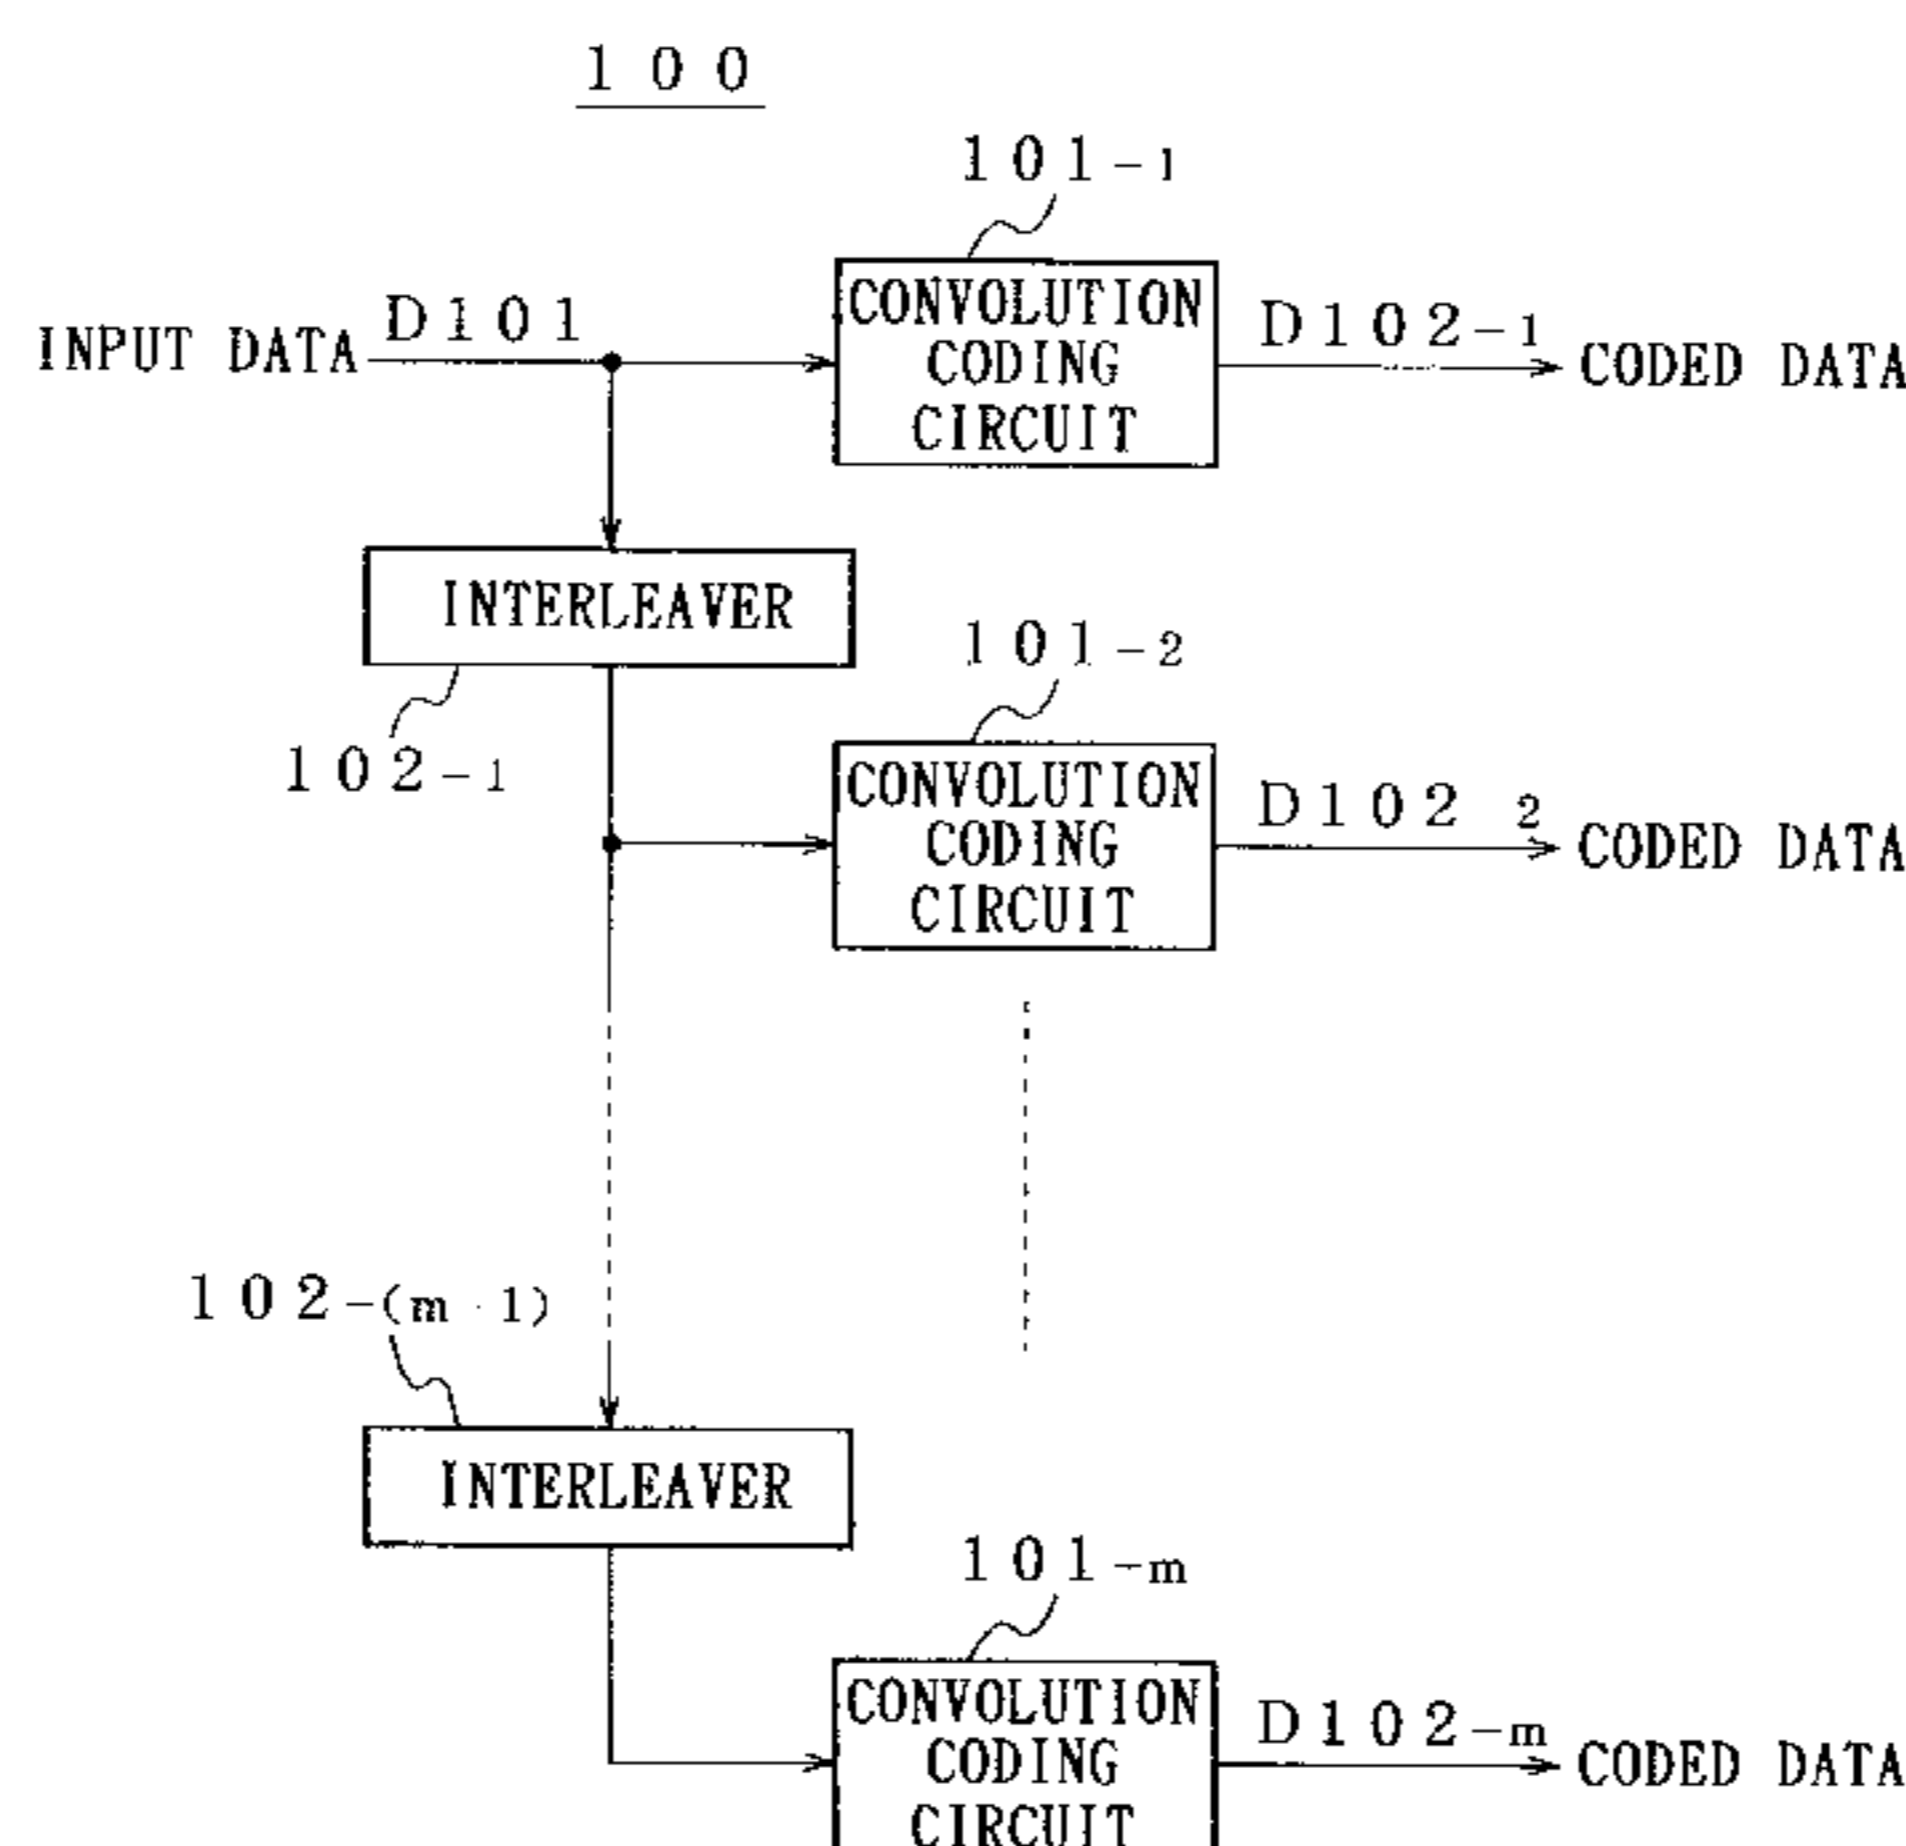 100
101-1
INPUT DATA D101
CONVOLUTION
CODING
CIRCUIT
D102-1
CODED DATA
INTERLEAVER
102-1
101-2
CONVOLUTION
CODING
CIRCUIT
D102 2
CODED DATA
102-(m 1)
INTERLEAVER
101-m
CONVOLUTION
CODING
CIRCUIT
D102-m
CODED DATA